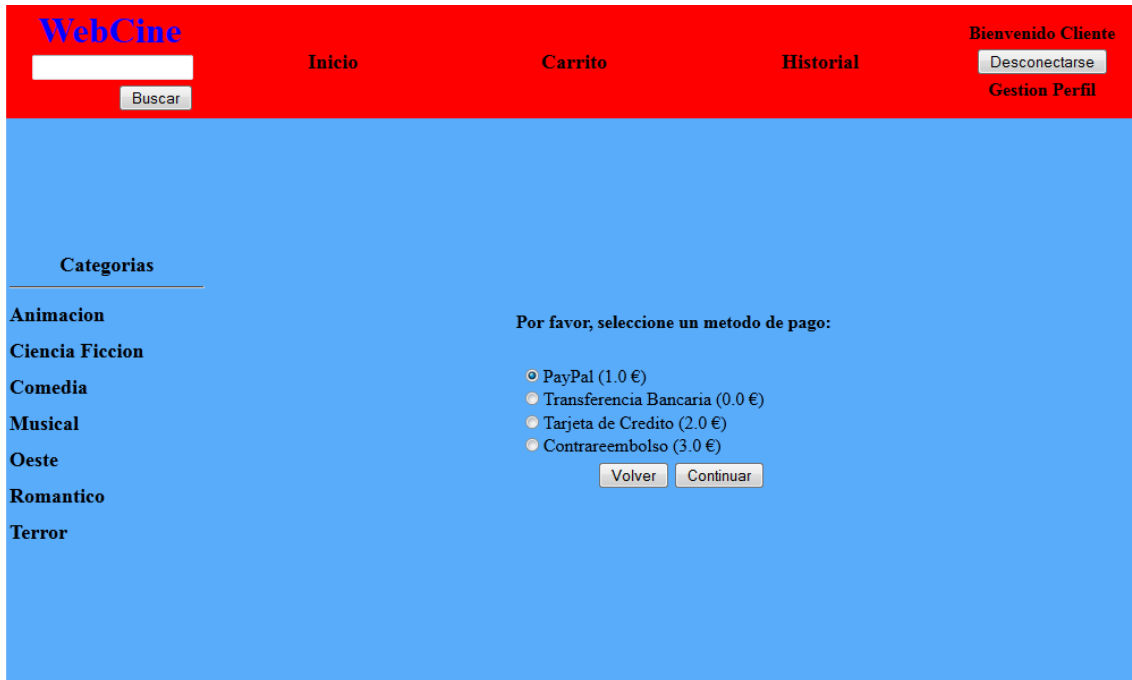 WebCine
Buscar
Inicio
Carrito
Historial
Bienvenido Cliente
Desconectarse
Gestion Perfil
Categorias
Animacion
Ciencia Ficcion
Comedia
Musical
Oeste
Romantico
Terror
Por favor, seleccione un metodo de pago:
PayPal (1.0 €)
Transferencia Bancaria (0.0 €)
Tarjeta de Credito (2.0 €)
Contrareembolso (3.0 €)
Volver Continuar